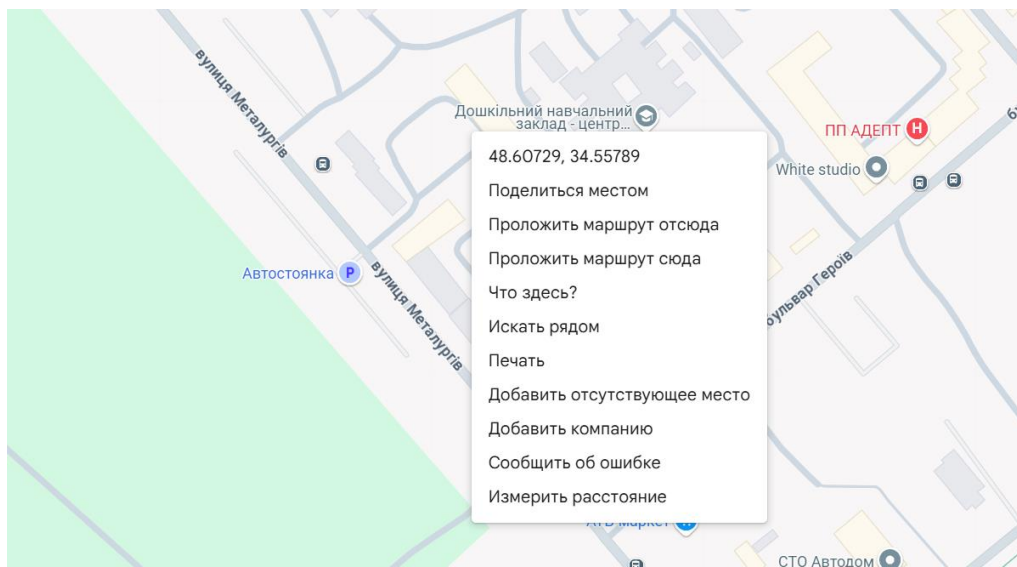 вулиця Металургів
Дошкільний навчальний
заклад - центр...
ПП АДЕПТ
H
White studio
48.60729, 34.55789
Поделиться местом
Проложить маршрут отсюда
Проложить маршрут сюда
Что здесь?
Искать рядом
Печать
Добавить отсутствующее место
Добавить компанию
Сообщить об ошибке
Измерить расстояние
Автостоянка
P
вулиця Металургів
бульвар Героїв
АТБ Маркет
СТО Автодом